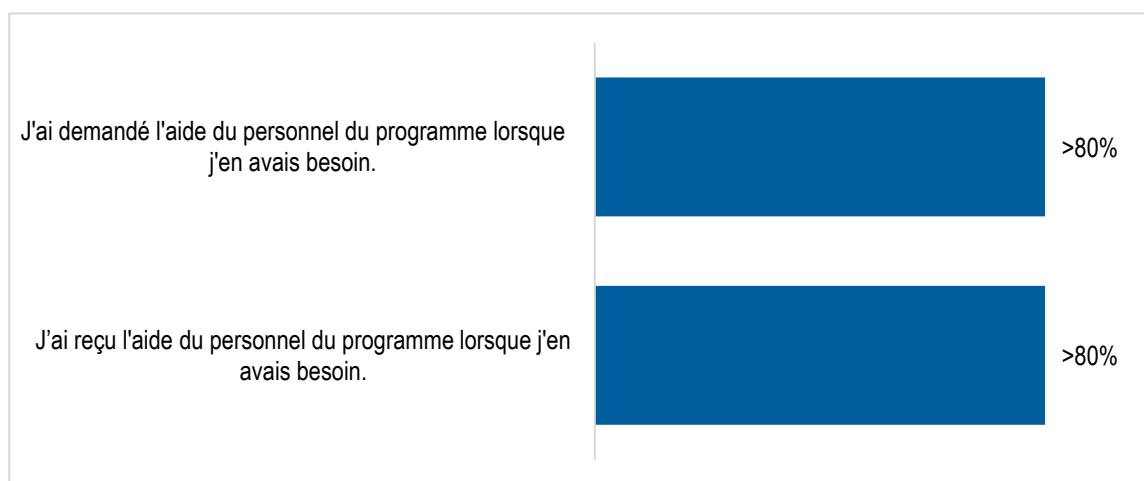 J'ai demandé l'aide du personnel du programme lorsque
j'en avais besoin.
>80%
J’ai reçu l'aide du personnel du programme lorsque j'en
avais besoin.
>80%